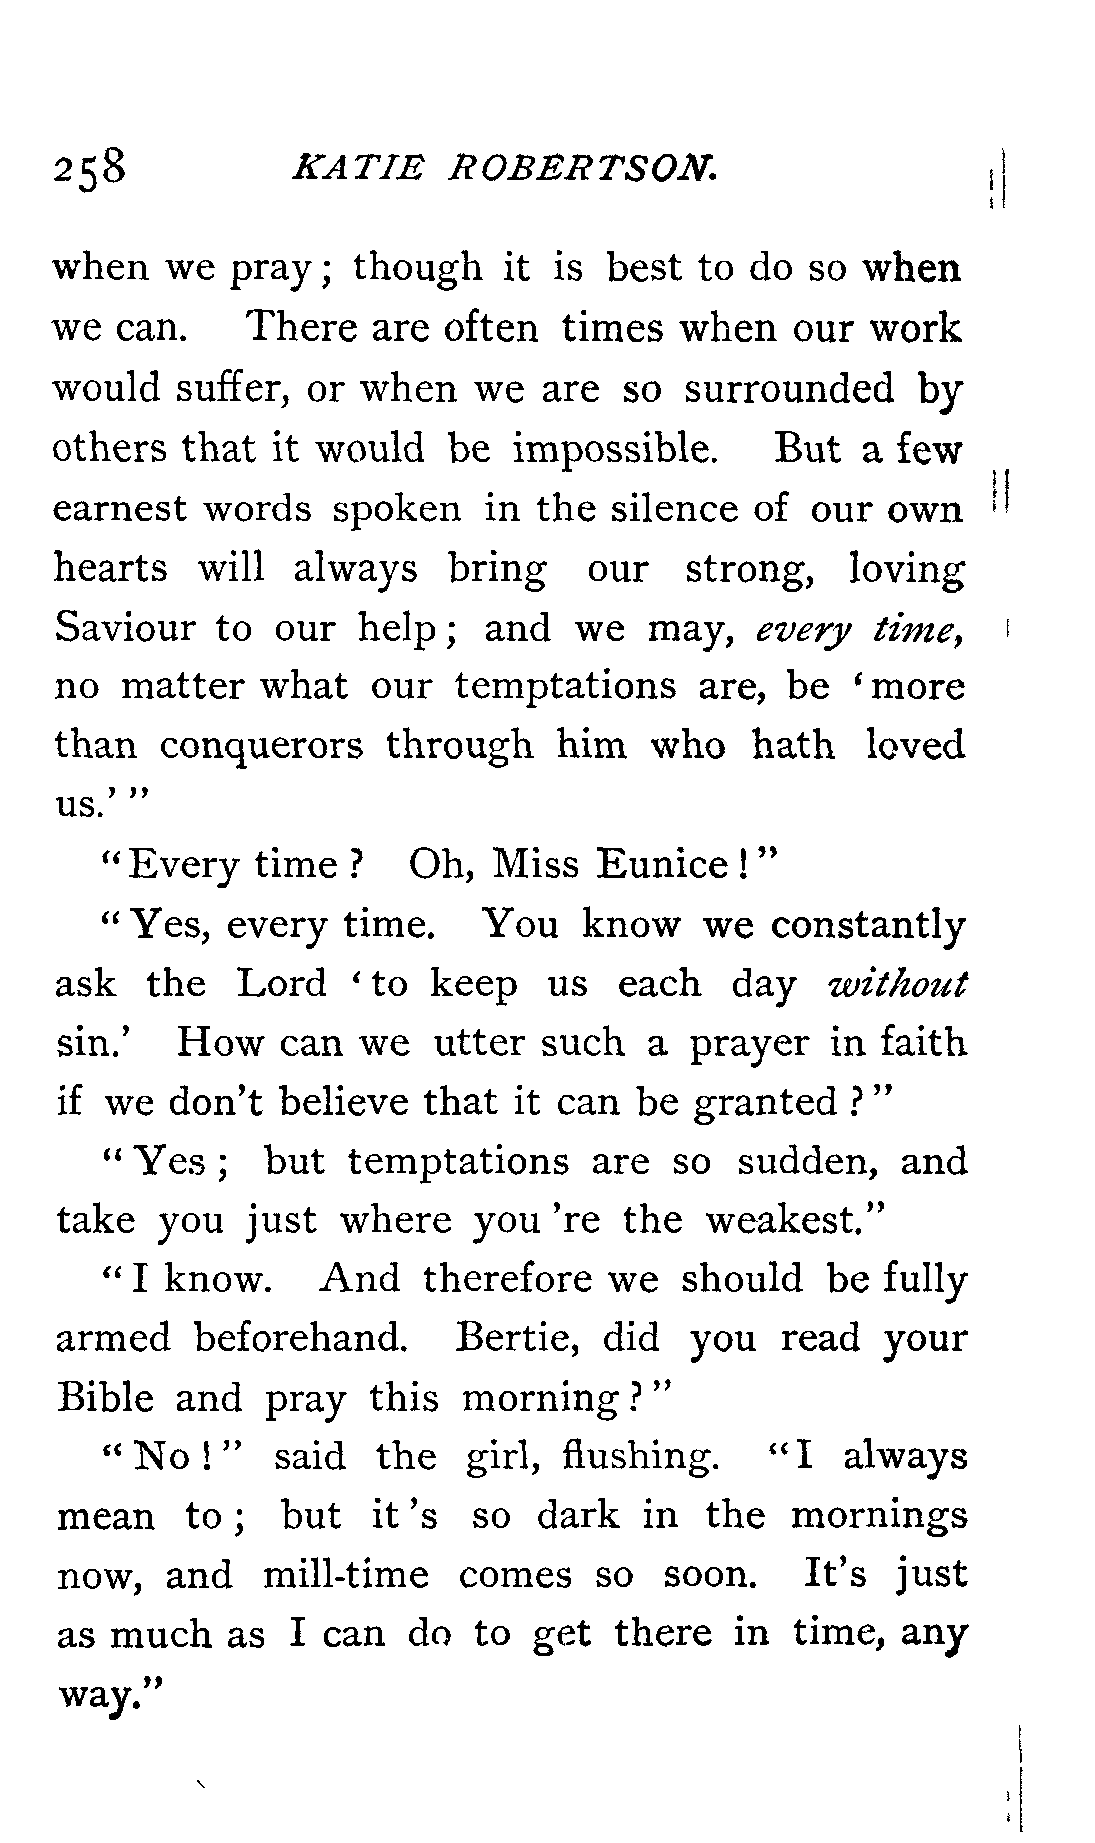 258 KATIE ROBERTSON.
when we pray; though it is best to do so when
we can. There are often times when our work
would suffer, or when we are so surrounded by
others that it would be impossible. But a few
earnest words spoken in the silence of our own
hearts will always bring our strong, loving
Saviour to our help; and we may, every time,
no matter what our temptations are, be 'more
than conquerors through him who hath loved
us.'"
"Every time? Oh, Miss Eunice!"
"Yes, every time. You know we constantly
ask the Lord 'to keep us each day without
sin.' How can we utter such a prayer in faith
if we don't believe that it can be granted?"
"Yes; but temptations are so sudden, and
take you just where you 're the weakest."
"I know. And therefore we should be fully
armed beforehand. Bertie, did you read your
Bible and pray this morning?"
"No!" said the girl, flushing. "I always
mean to; but it 's so dark in the mornings
now, and mill-time comes so soon. It's just
as much as I can do to get there in time, any
way."